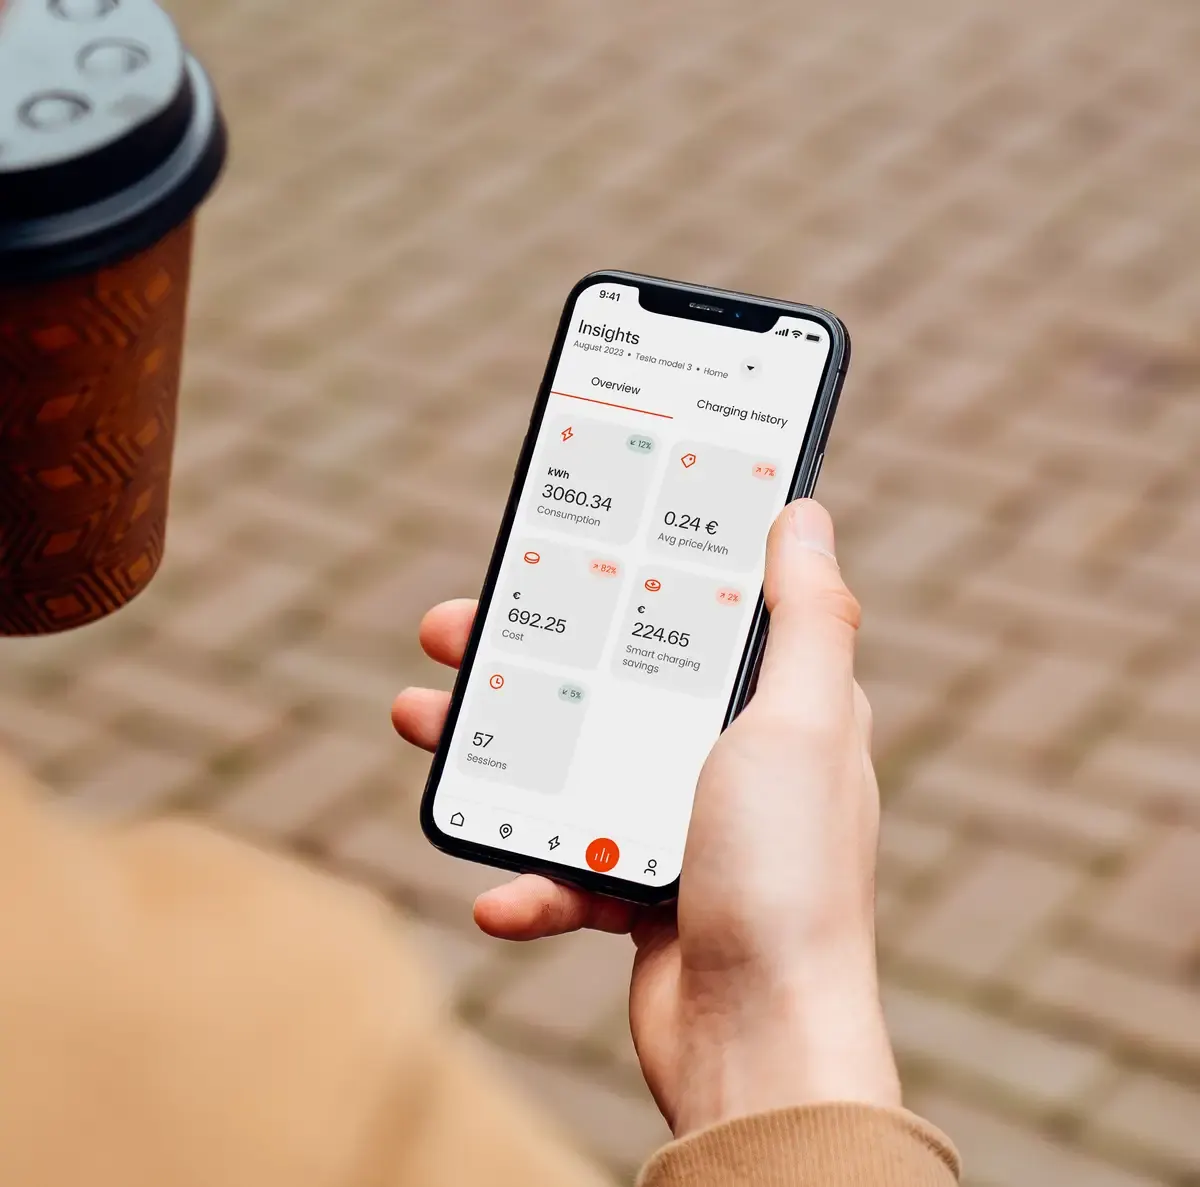 9:41
Insights
August 2023 • Tesla model 3 • Home
Overview
Charging history
12%
kWh
3060.34
Consumption
7%
0.24 €
Avg price/kWh
82%
€
692.25
Cost
2%
€
224.65
Smart charging
savings
5%
57
Sessions